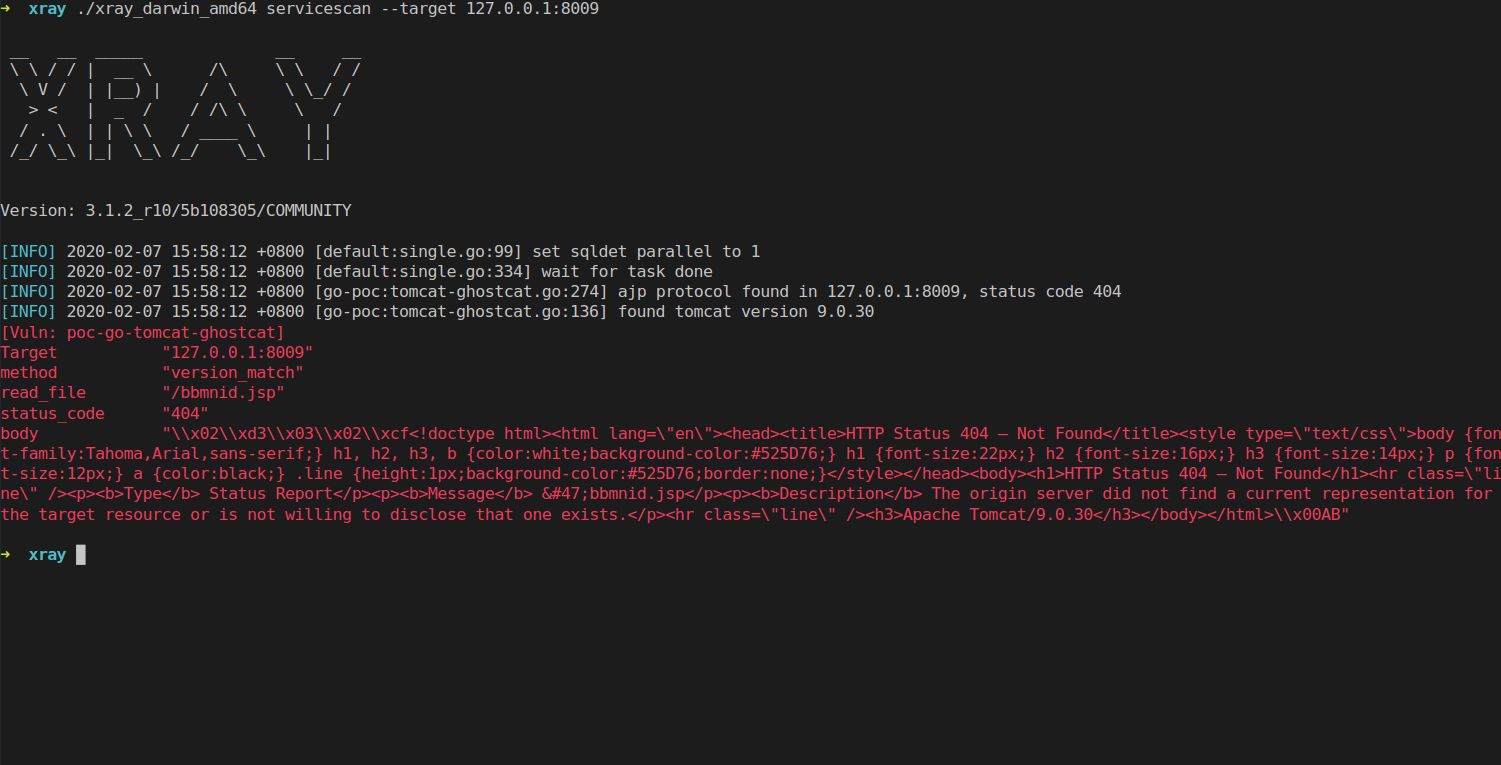 ➜  xray ./xray_darwin_amd64 servicescan --target 127.0.0.1:8009
 __   __  _____              __     __
 \ \ / / |  __ \      /\     \ \   / /
  \ V /  | |__) |    /  \     \ \_/ /
   > <   |  _  /    / /\ \     \   /
  / . \  | | \ \   / ____ \     | |
 /_/ \_\ |_|  \_\ /_/    \_\    |_|
Version: 3.1.2_r10/5b108305/COMMUNITY
[INFO] 2020-02-07 15:58:12 +0800 [default:single.go:99] set sqldet parallel to 1
[INFO] 2020-02-07 15:58:12 +0800 [default:single.go:334] wait for task done
[INFO] 2020-02-07 15:58:12 +0800 [go-poc:tomcat-ghostcat.go:274] ajp protocol found in 127.0.0.1:8009, status code 404
[INFO] 2020-02-07 15:58:12 +0800 [go-poc:tomcat-ghostcat.go:136] found tomcat version 9.0.30
[Vuln: poc-go-tomcat-ghostcat]
Target           "127.0.0.1:8009"
method           "version_match"
read_file        "/bbmnid.jsp"
status_code      "404"
body             "\\x02\\xd3\\x03\\x02\\xcf<!doctype html><html lang=\"en\"><head><title>HTTP Status 404 – Not Found</title><style type=\"text/css\">body {fon
t-family:Tahoma,Arial,sans-serif;} h1, h2, h3, b {color:white;background-color:#525D76;} h1 {font-size:22px;} h2 {font-size:16px;} h3 {font-size:14px;} p {fon
t-size:12px;} a {color:black;} .line {height:1px;background-color:#525D76;border:none;}</style></head><body><h1>HTTP Status 404 – Not Found</h1><hr class=\"li
ne\" /><p><b>Type</b> Status Report</p><p><b>Message</b> &#47;bbmnid.jsp</p><p><b>Description</b> The origin server did not find a current representation for
the target resource or is not willing to disclose that one exists.</p><hr class=\"line\" /><h3>Apache Tomcat/9.0.30</h3></body></html>\\x00AB"
➜  xray